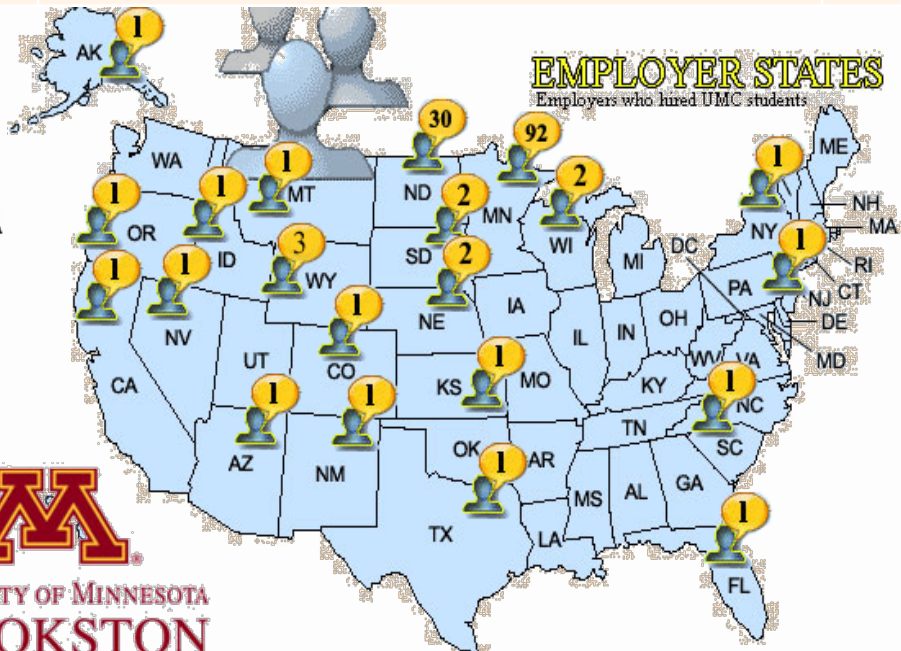 1
AK
EMPLOYER STATES
Employers who hired UMC students
30
92
1
WA
1
MT
ND
2
MN
2
ME
1
NH
MA
1
OR
1
ID
3
WY
SD
2
WI
MI
DC
NY
1
RI
1
NV
1
NE
IA
PA
NJ
CT
DE
MD
CA
UT
1
CO
KS
1
MO
IL
IN
OH
WV
VA
KY
AZ
1
NM
1
OK
AR
TN
1
NC
SC
TX
1
LA
MS
AL
GA
1
FL
M
TY OF MINNESOTA
OKSTON